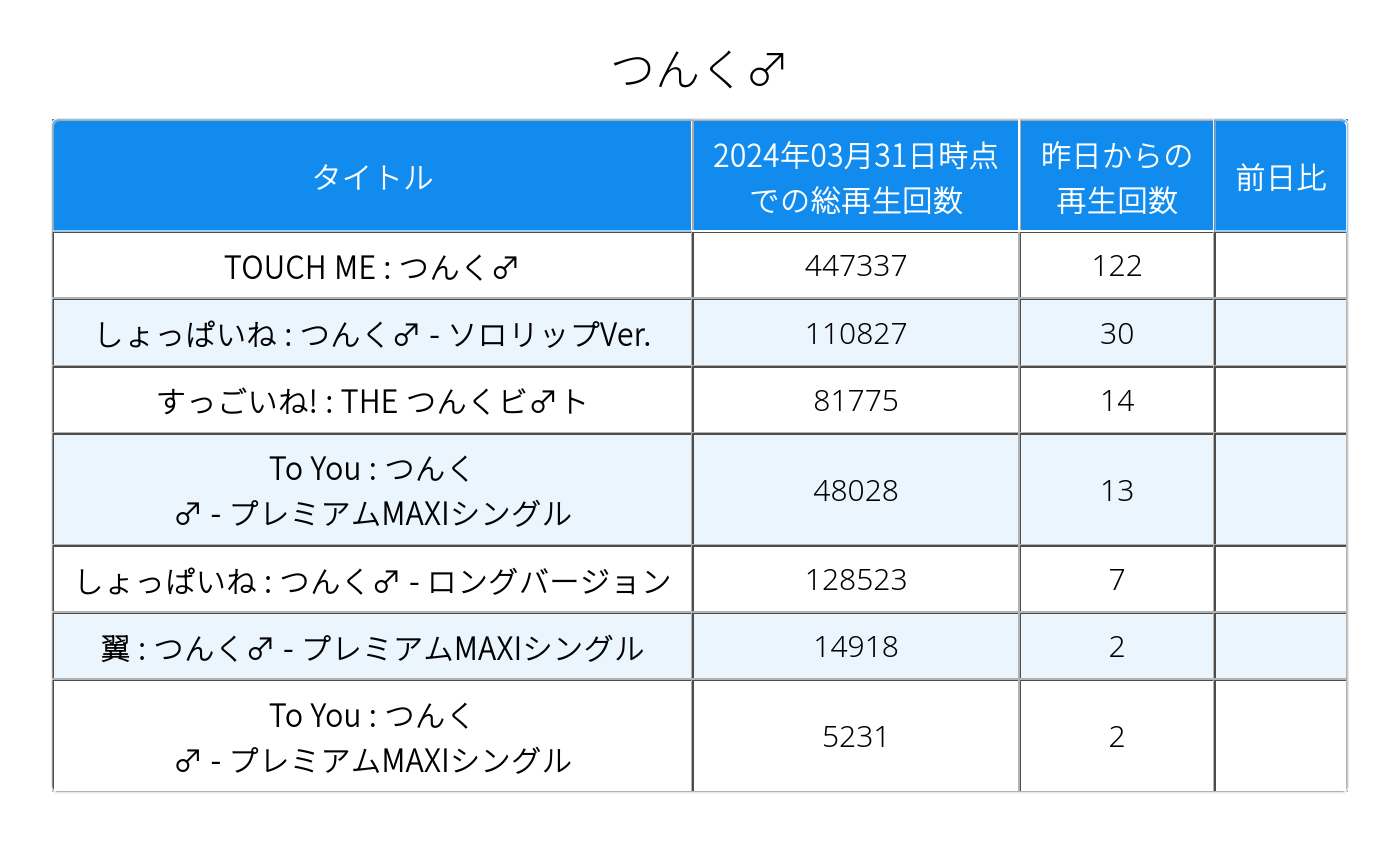 つんく♂
タイトル
2024年03月31日時点
での総再生回数
昨日からの
再生回数
前日比
TOUCH ME : つんく♂
447337
122
しょっぱいね : つんく♂ - ソロリップVer.
110827
30
すっごいね! : THE つんくビ♂ト
81775
14
To You : つんく
♂ - プレミアムMAXIシングル
48028
13
しょっぱいね : つんく♂ - ロングバージョン
128523
7
翼 : つんく♂ - プレミアムMAXIシングル
14918
2
To You : つんく
♂ - プレミアムMAXIシングル
5231
2